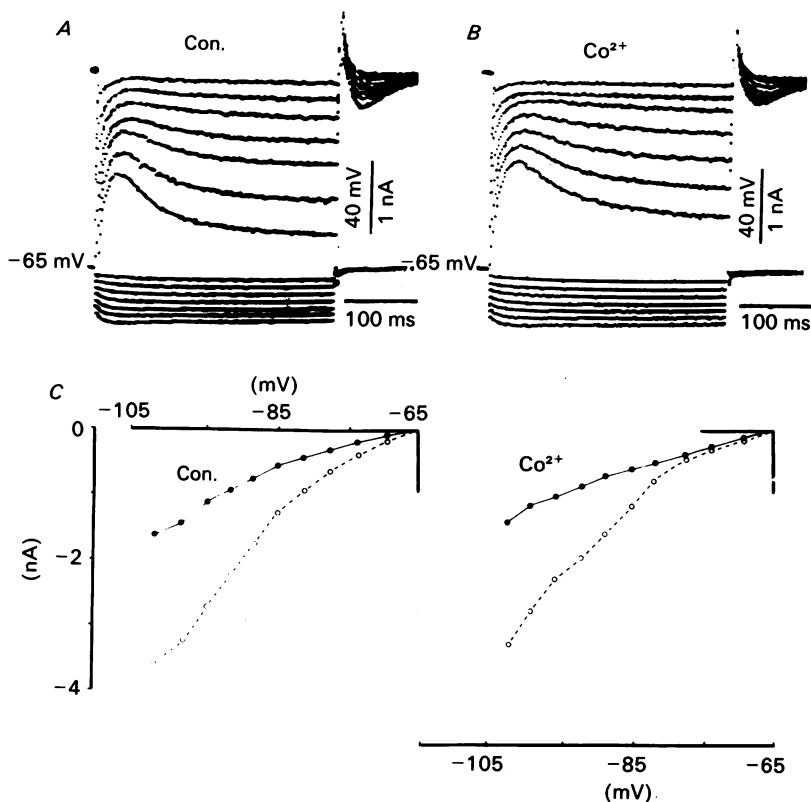 A
Con.
40 mV
1 nA
−65 mV
100 ms
B
Co²⁺
40 mV
1 nA
−65 mV
100 ms
C
(mV)
−105
−85
−65
0
−2
−4
(nA)
Con.
Co²⁺
−105
−85
−65
(mV)